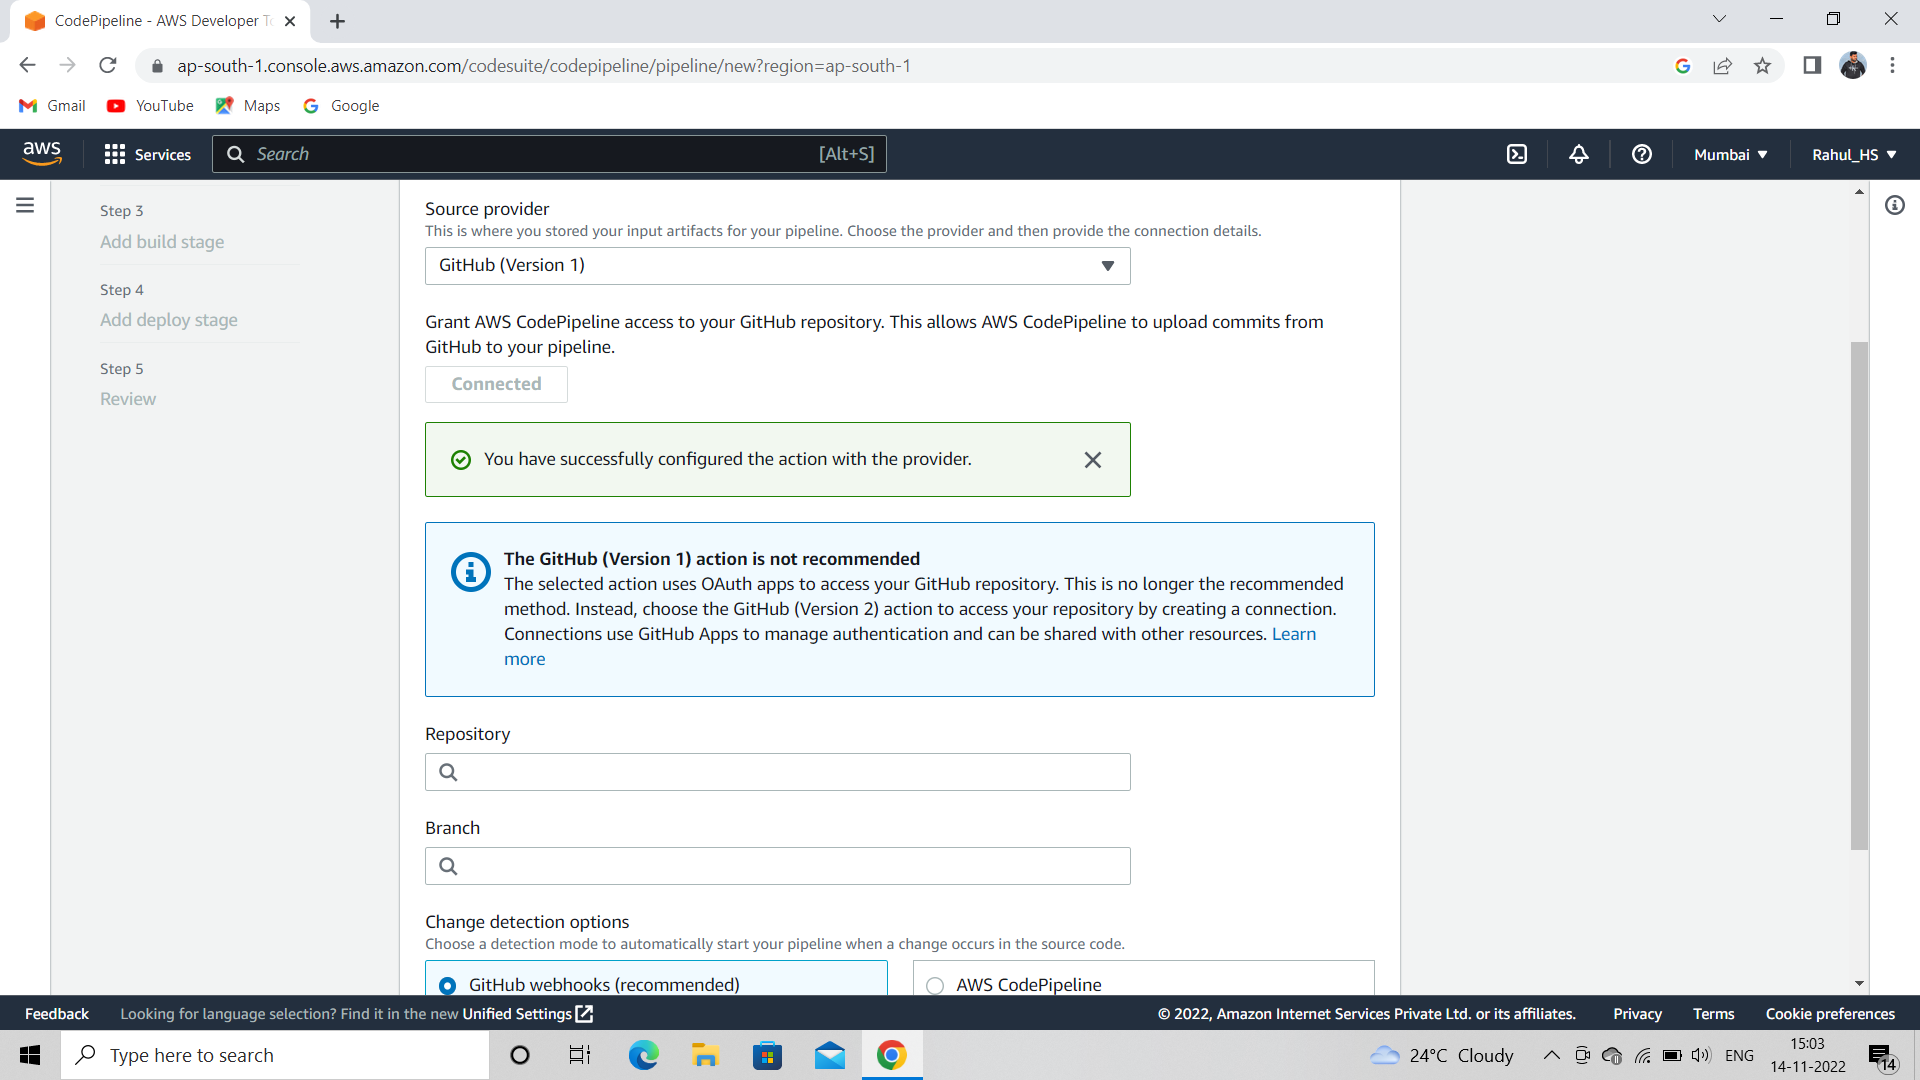 CodePipeline - AWS Developer To
ap-south-1.console.aws.amazon.com/codesuite/codepipeline/pipeline/new?region=ap-south-1
Gmail YouTube Maps Google
aws Services Search [Alt+S] Mumbai Rahul_HS
Step 3
Add build stage
Step 4
Add deploy stage
Step 5
Review
Source provider
This is where you stored your input artifacts for your pipeline. Choose the provider and then provide the connection details.
GitHub (Version 1)
Grant AWS CodePipeline access to your GitHub repository. This allows AWS CodePipeline to upload commits from
GitHub to your pipeline.
Connected
You have successfully configured the action with the provider.
The GitHub (Version 1) action is not recommended
The selected action uses OAuth apps to access your GitHub repository. This is no longer the recommended
method. Instead, choose the GitHub (Version 2) action to access your repository by creating a connection.
Connections use GitHub Apps to manage authentication and can be shared with other resources. Learn
more
Repository
Branch
Change detection options
Choose a detection mode to automatically start your pipeline when a change occurs in the source code.
GitHub webhooks (recommended)
AWS CodePipeline
Feedback Looking for language selection? Find it in the new Unified Settings © 2022, Amazon Internet Services Private Ltd. or its affiliates. Privacy Terms Cookie preferences
Type here to search
24°C Cloudy
ENG
15:03
14-11-2022
14